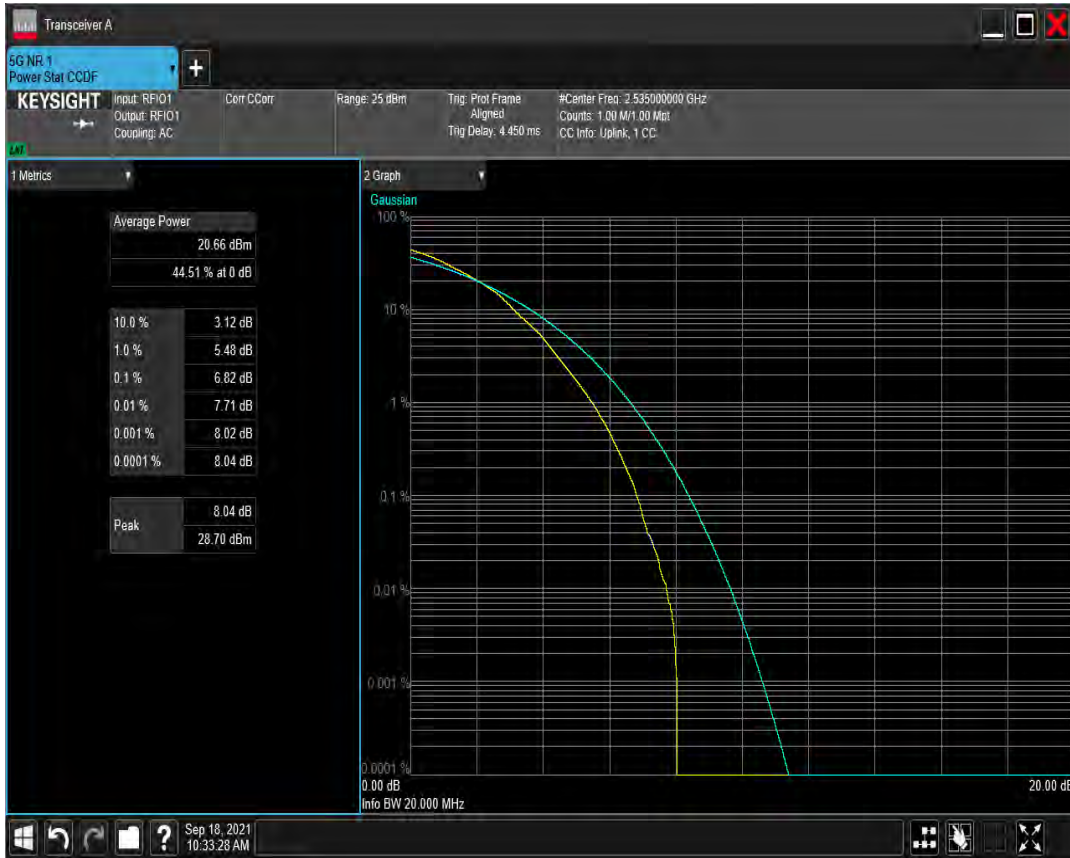 Transceiver A
5G NR 1
Power Stat CCDF
+
KEYSIGHT
Input: RFIO1
Output: RFIO1
Coupling: AC
Corr CCorr
Range: 25 dBm
Trig: Prot Frame
Aligned
Trig Delay: 4.450 ms
#Center Freq: 2.535000000 GHz
Counts: 1.00 M/1.00 Mpt
CC Info: Uplink, 1 CC
1 Metrics
Average Power
20.66 dBm
44.51 % at 0 dB
10.0 % 3.12 dB
1.0 % 5.48 dB
0.1 % 6.82 dB
0.01 % 7.71 dB
0.001 % 8.02 dB
0.0001 % 8.04 dB
Peak
8.04 dB
28.70 dBm
2 Graph
Gaussian
100 %
10 %
1 %
0.1 %
0.01 %
0.001 %
0.0001 %
0.00 dB
20.00 dB
Info BW 20.000 MHz
?
Sep 18, 2021
10:33:28 AM